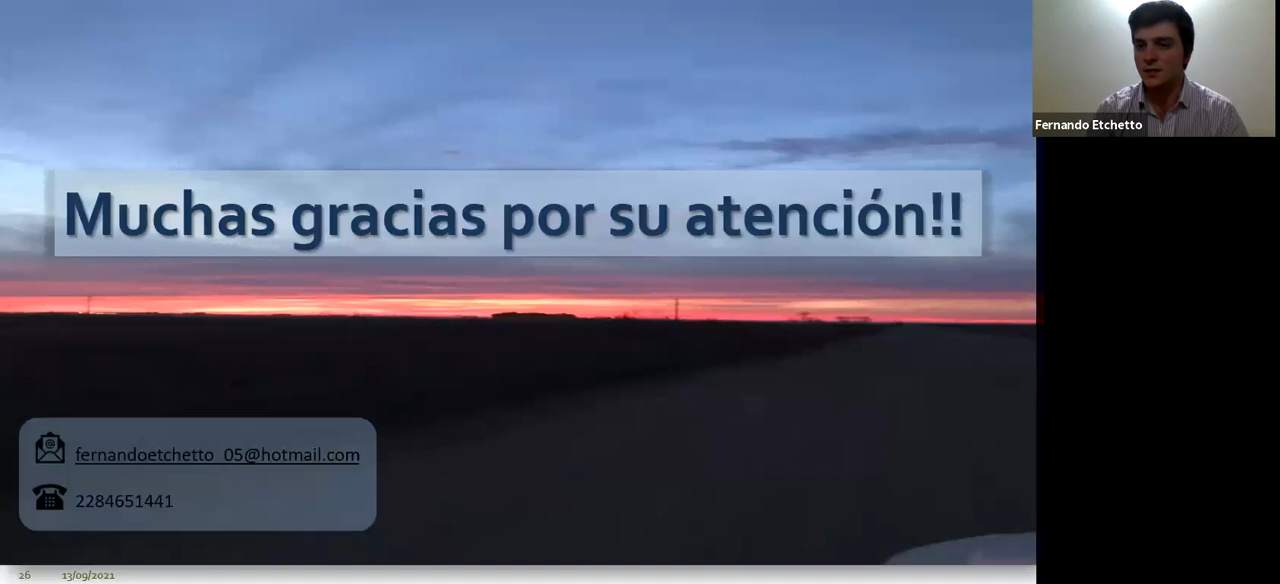 Fernando Etchetto
Muchas gracias por su atención!!
fernandoetchetto_05@hotmail.com
2284651441
26 13/09/2021